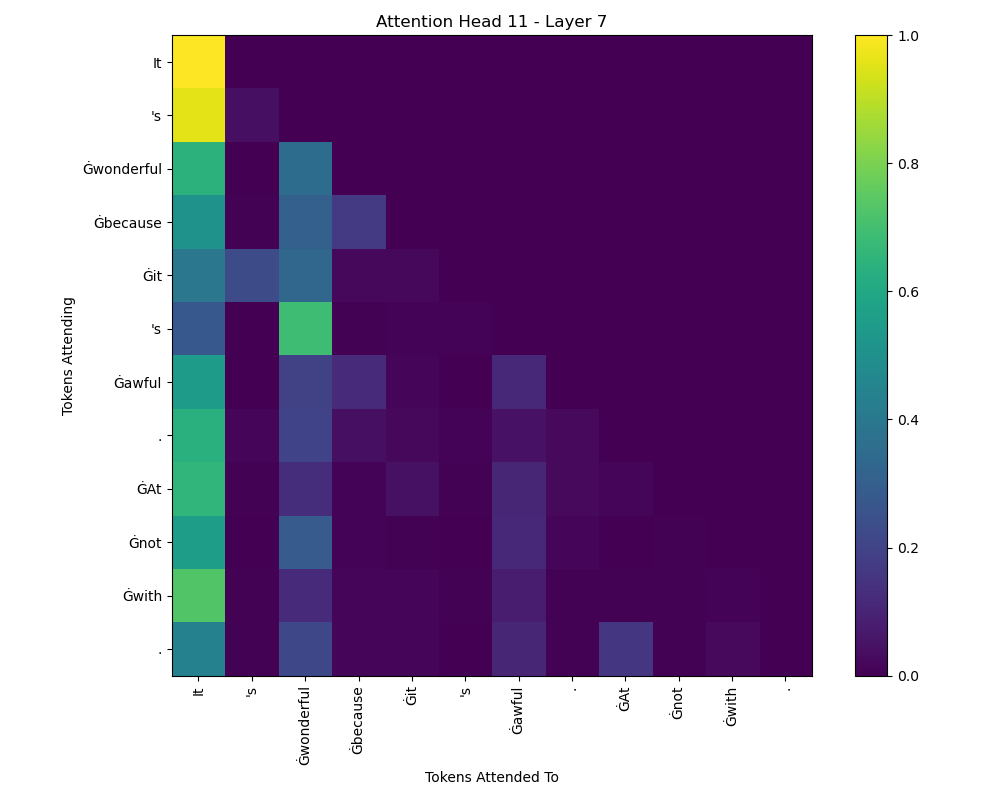 Attention Head 11 - Layer 7
Tokens Attending
It
's
Ġwonderful
Ġbecause
Ġit
's
Ġawful
.
ĠAt
Ġnot
Ġwith
.
It
's
Ġwonderful
Ġbecause
Ġit
's
Ġawful
.
ĠAt
Ġnot
Ġwith
.
Tokens Attended To
1.0
0.8
0.6
0.4
0.2
0.0